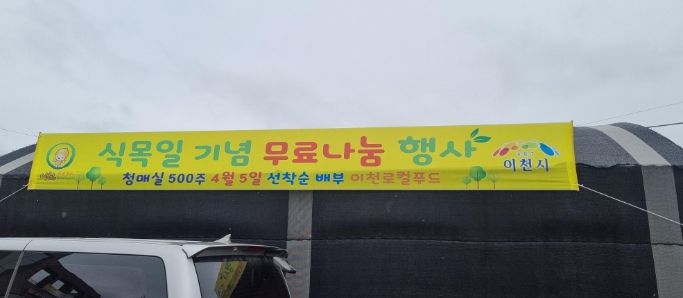 식목일 기념 무료나눔 행사
청매실 500주 4월 5일 선착순 배부 이천로컬푸드
이천시